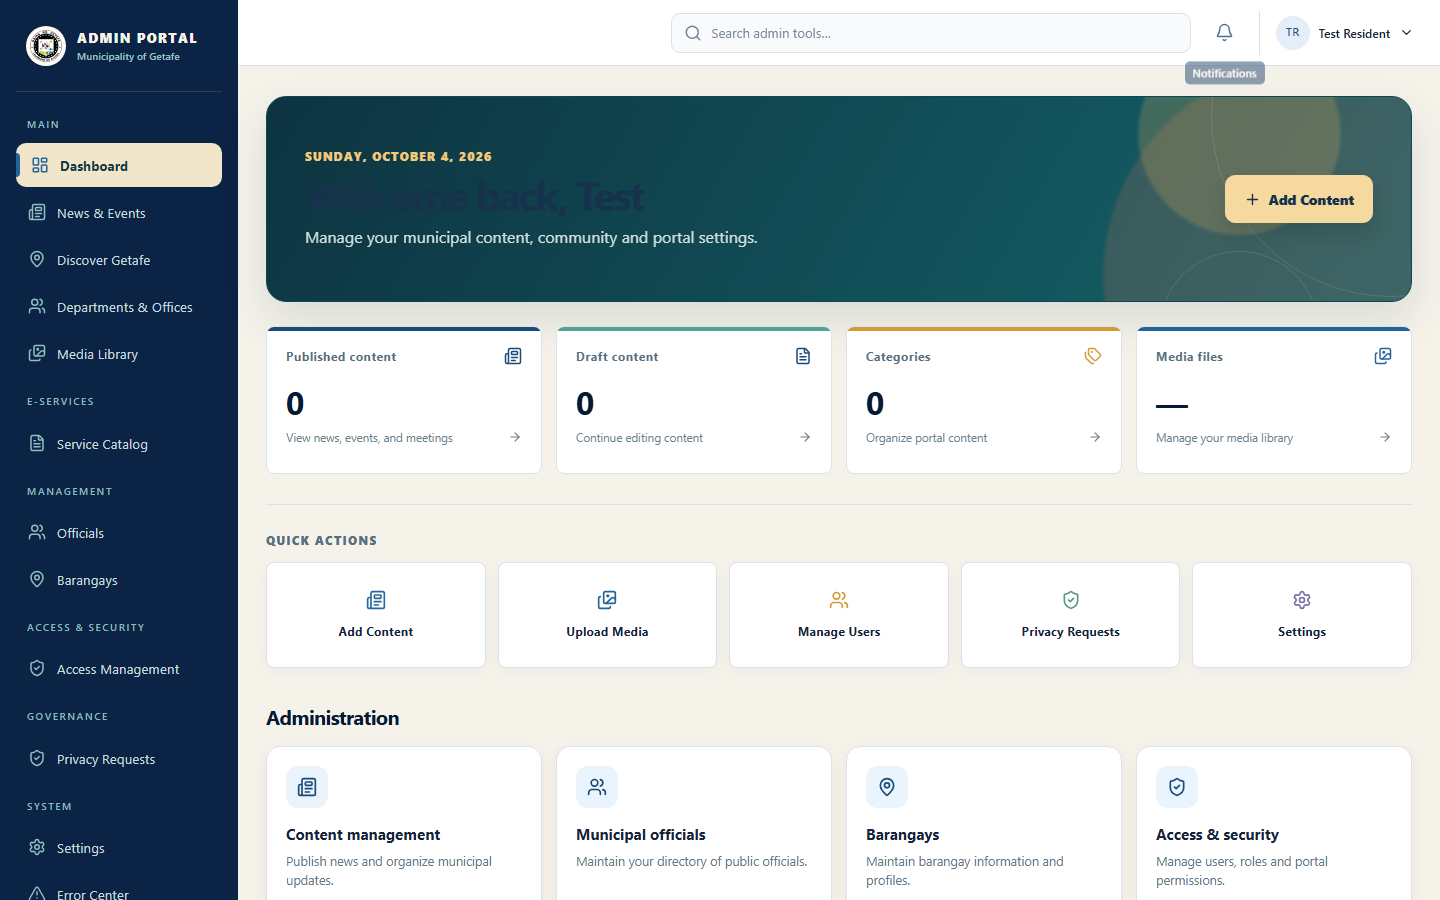 ADMIN PORTAL
Municipality of Getafe
MAIN
Dashboard
News & Events
Discover Getafe
Departments & Offices
Media Library
E-SERVICES
Service Catalog
MANAGEMENT
Officials
Barangays
ACCESS & SECURITY
Access Management
GOVERNANCE
Privacy Requests
SYSTEM
Settings
Error Center
Search admin tools...
TR
Test Resident
Notifications
SUNDAY, OCTOBER 4, 2026
Welcome back, Test
Manage your municipal content, community and portal settings.
Add Content
Published content
0
View news, events, and meetings
Draft content
0
Continue editing content
Categories
0
Organize portal content
Media files
—
Manage your media library
QUICK ACTIONS
Add Content
Upload Media
Manage Users
Privacy Requests
Settings
Administration
Content management
Publish news and organize municipal
updates.
Municipal officials
Maintain your directory of public officials.
Barangays
Maintain barangay information and
profiles.
Access & security
Manage users, roles and portal
permissions.